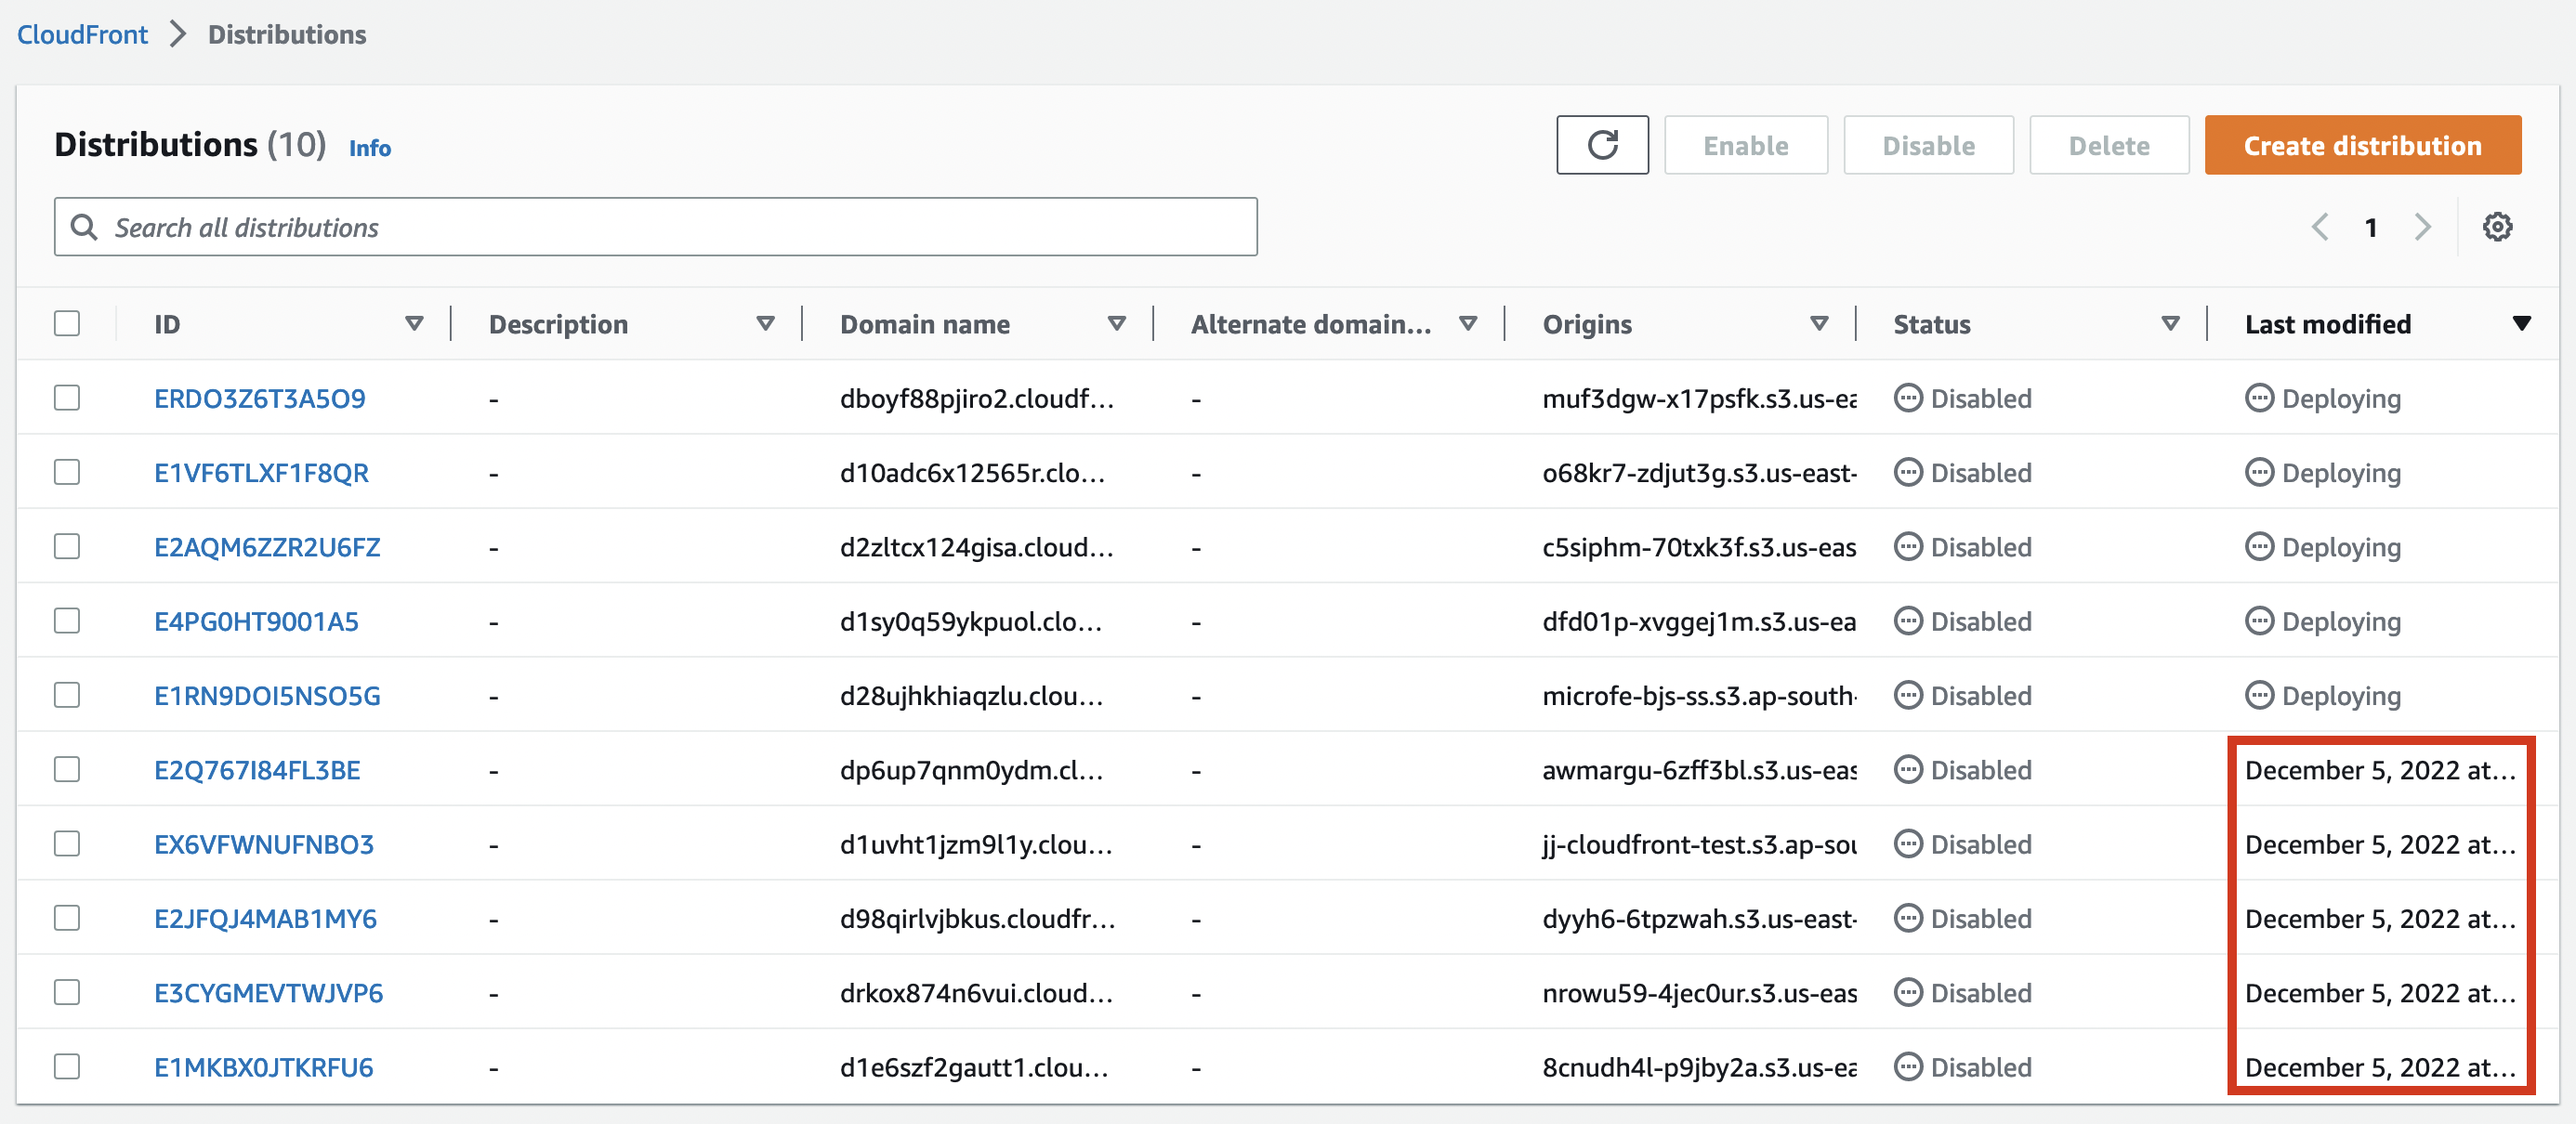 CloudFront > Distributions
Distributions (10) Info
Enable Disable Delete Create distribution
Search all distributions
1
ID Description Domain name Alternate domain... Origins Status Last modified
ERDO3Z6T3A5O9 - dboyf88pjiro2.cloudf... - muf3dgw-x17psfk.s3.us-ea Disabled Deploying
E1VF6TLXF1F8QR - d10adc6x12565r.clo... - o68kr7-zdjut3g.s3.us-east- Disabled Deploying
E2AQM6ZZR2U6FZ - d2zltcx124gisa.cloud... - c5siphm-70txk3f.s3.us-eas Disabled Deploying
E4PG0HT9001A5 - d1sy0q59ykpuol.clo... - dfd01p-xvggej1m.s3.us-ea Disabled Deploying
E1RN9DOI5NSO5G - d28ujhkhiaqzlu.clou... - microfe-bjs-ss.s3.ap-south- Disabled Deploying
E2Q767I84FL3BE - dp6up7qnm0ydm.cl... - awmargu-6zff3bl.s3.us-eas Disabled December 5, 2022 at...
EX6VFWNUFNBO3 - d1uvht1jzm9l1y.clou... - jj-cloudfront-test.s3.ap-sou Disabled December 5, 2022 at...
E2JFQJ4MAB1MY6 - d98qirlvjbkus.cloudfr... - dyyh6-6tpzwah.s3.us-east- Disabled December 5, 2022 at...
E3CYGMEVTWJVP6 - drkox874n6vui.cloud... - nrowu59-4jec0ur.s3.us-eas Disabled December 5, 2022 at...
E1MKBX0JTKRFU6 - d1e6szf2gautt1.clou... - 8cnudh4l-p9jby2a.s3.us-ea Disabled December 5, 2022 at...